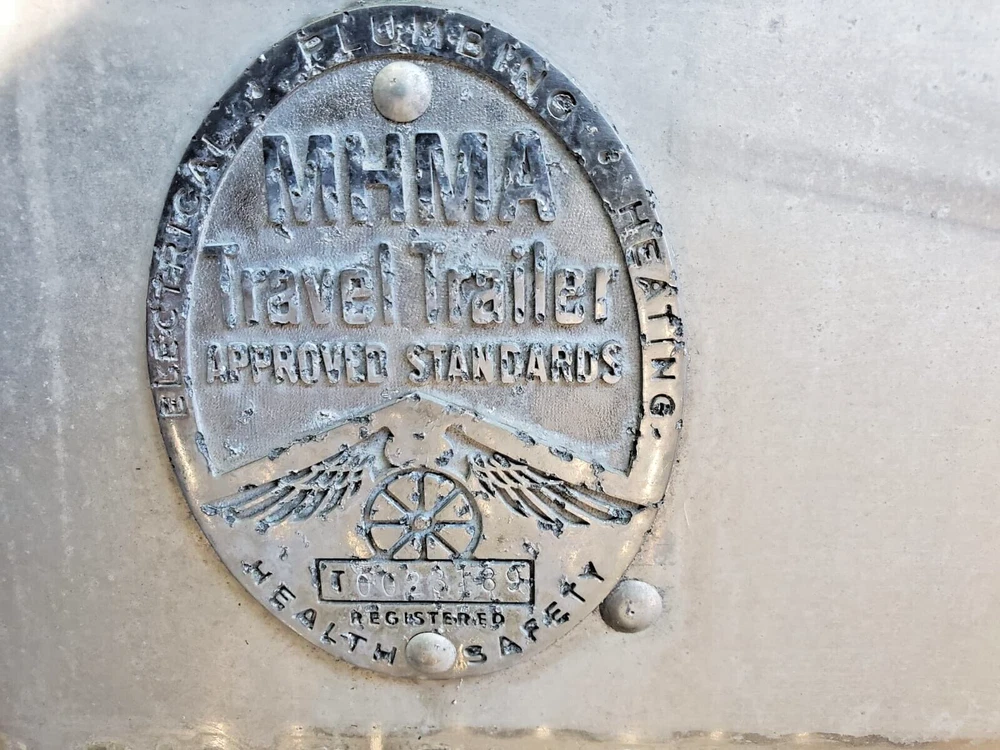 ELECTRICAL · PLUMBING · & HEATING ·
MHMA
Travel Trailer
APPROVED STANDARDS
REGISTERED
HEALTH SAFETY